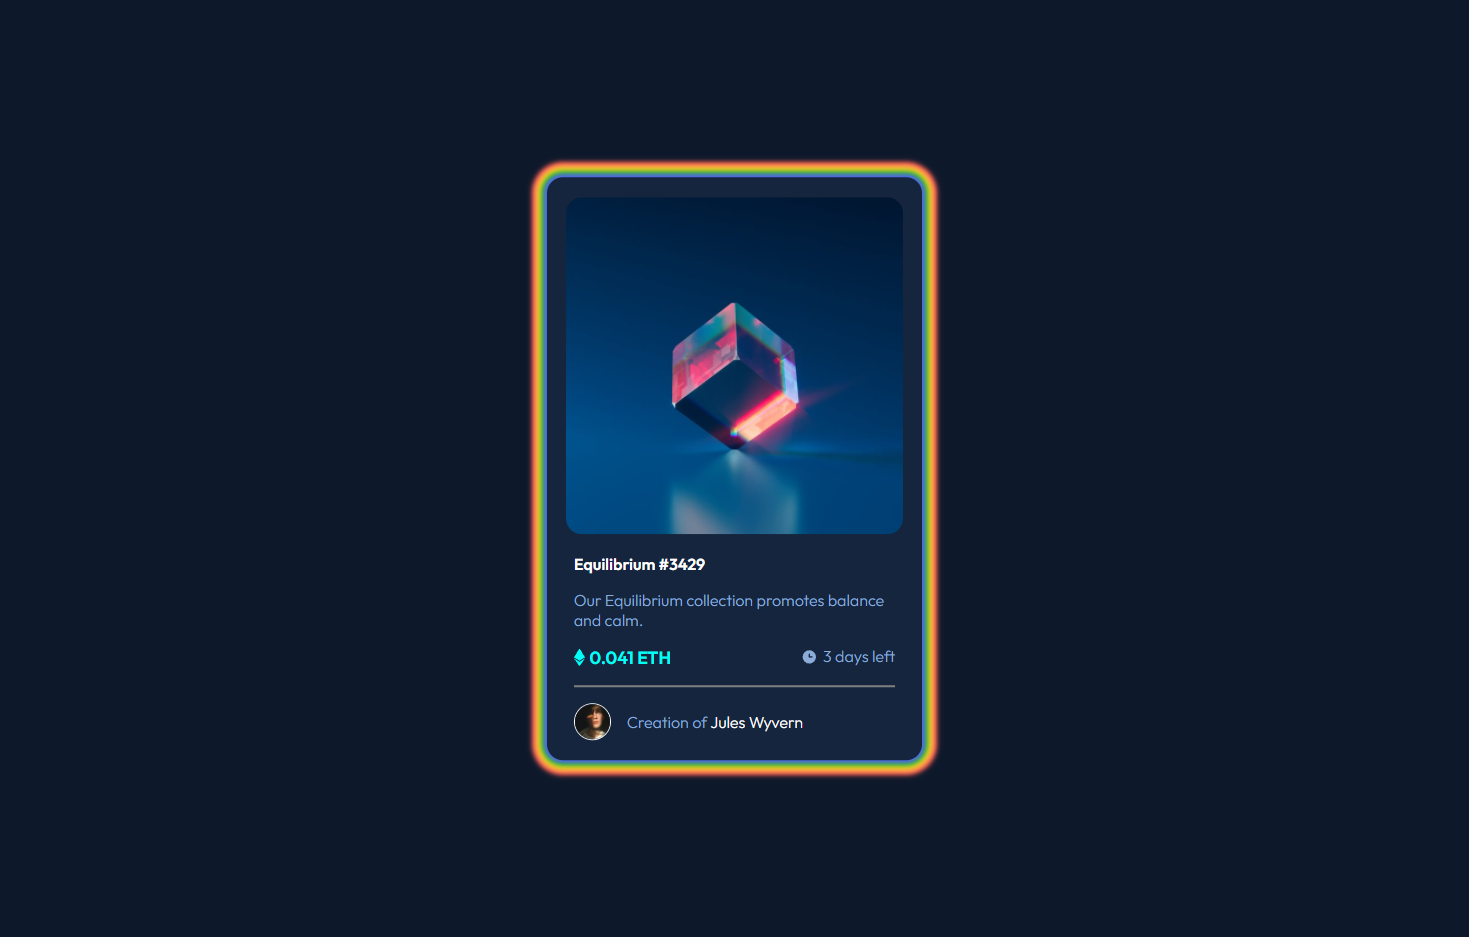 Equilibrium #3429
Our Equilibrium collection promotes balance
and calm.
0.041 ETH
3 days left
Creation of Jules Wyvern